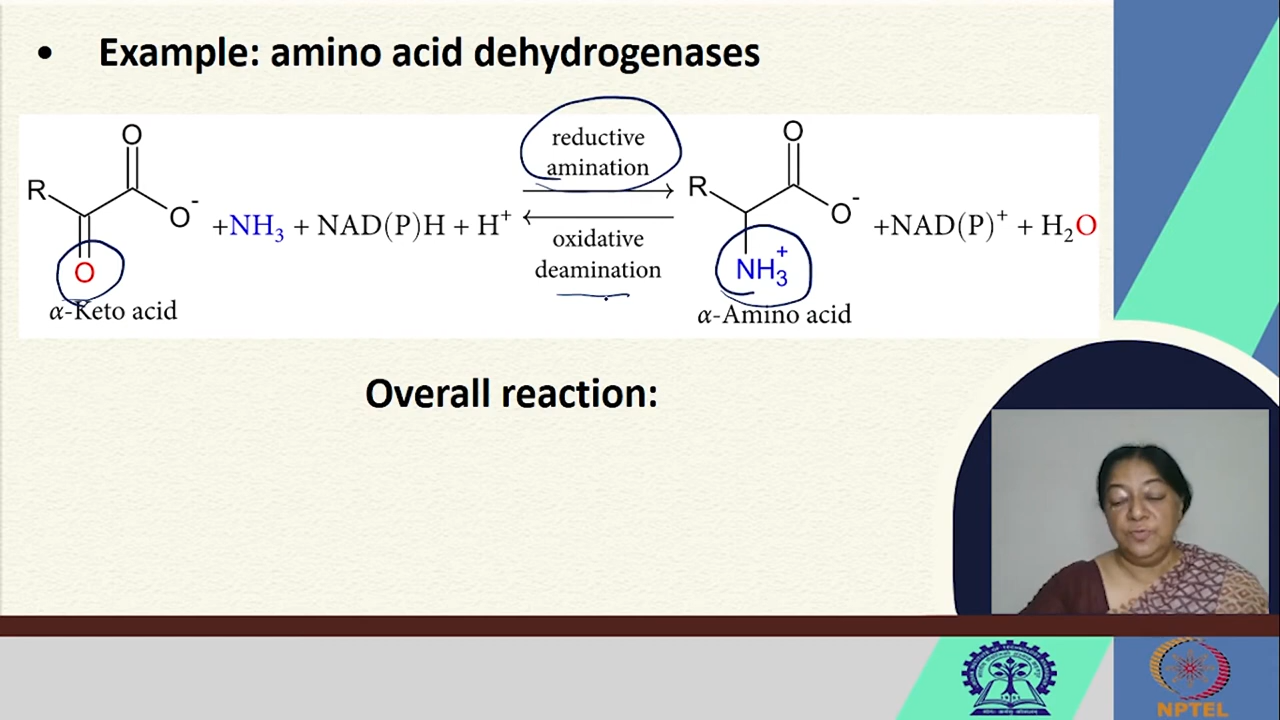 • Example: amino acid dehydrogenases
O O
R O⁻ +NH₃ + NAD(P)H + H⁺ reductive amination R O⁻ +NAD(P)⁺ + H₂O
oxidative deamination
O NH₃⁺
α-Keto acid α-Amino acid
Overall reaction:
NPTEL